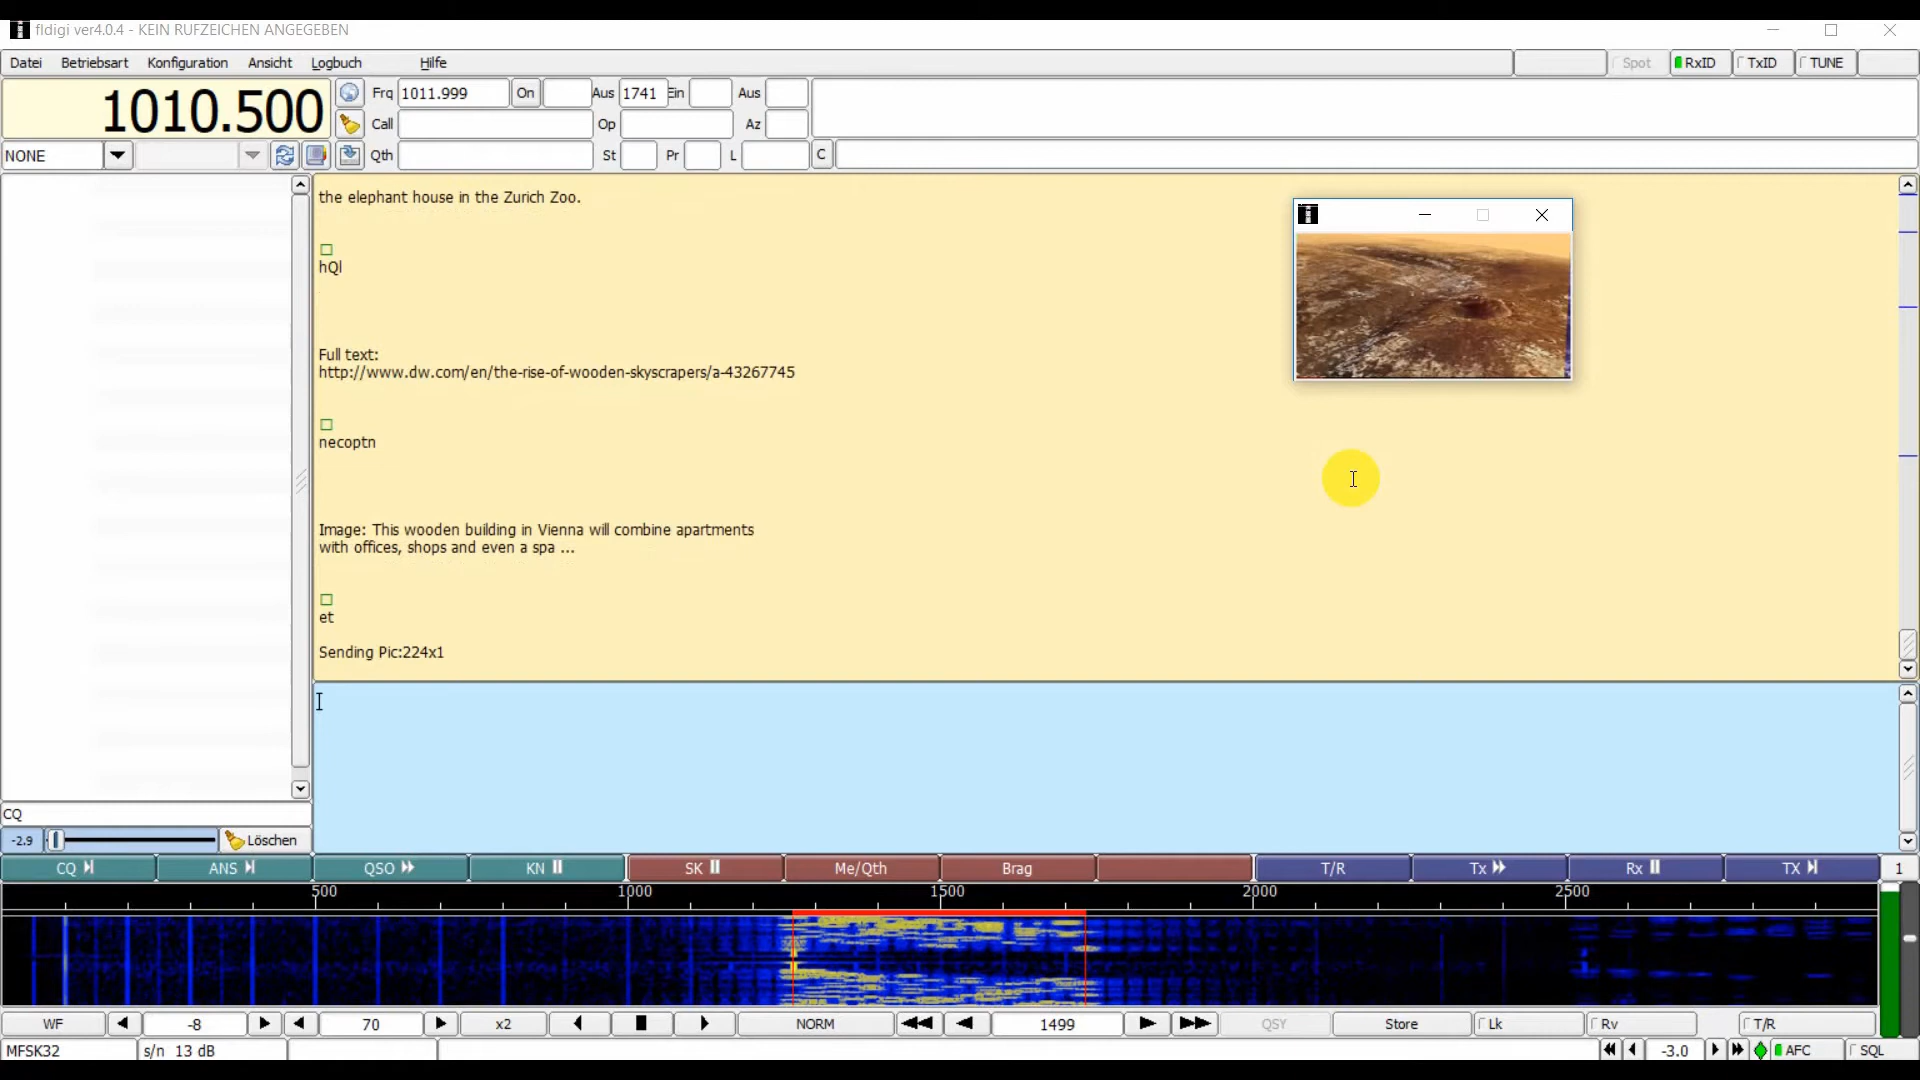 fldigi ver4.0.4 - KEIN RUFZEICHEN ANGEGEBEN
Datei Betriebsart Konfiguration Ansicht Logbuch Hilfe Spot RxID TxID TUNE
1010.500 Frq 1011.999 On Aus 1741 Ein Aus
Call Op Az
NONE Qth St Pr L C
the elephant house in the Zurich Zoo.
hQl
Full text:
http://www.dw.com/en/the-rise-of-wooden-skyscrapers/a-43267745
necoptn
Image: This wooden building in Vienna will combine apartments
with offices, shops and even a spa ...
et
Sending Pic:224x1
CQ
-2.9 Löschen
CQ ANS QSO KN SK Me/Qth Brag T/R Tx Rx TX 1
500 1000 1500 2000 2500
WF -8 70 x2 NORM 1499 QSY Store Lk Rv T/R
MFSK32 s/n 13 dB -3.0 AFC SQL